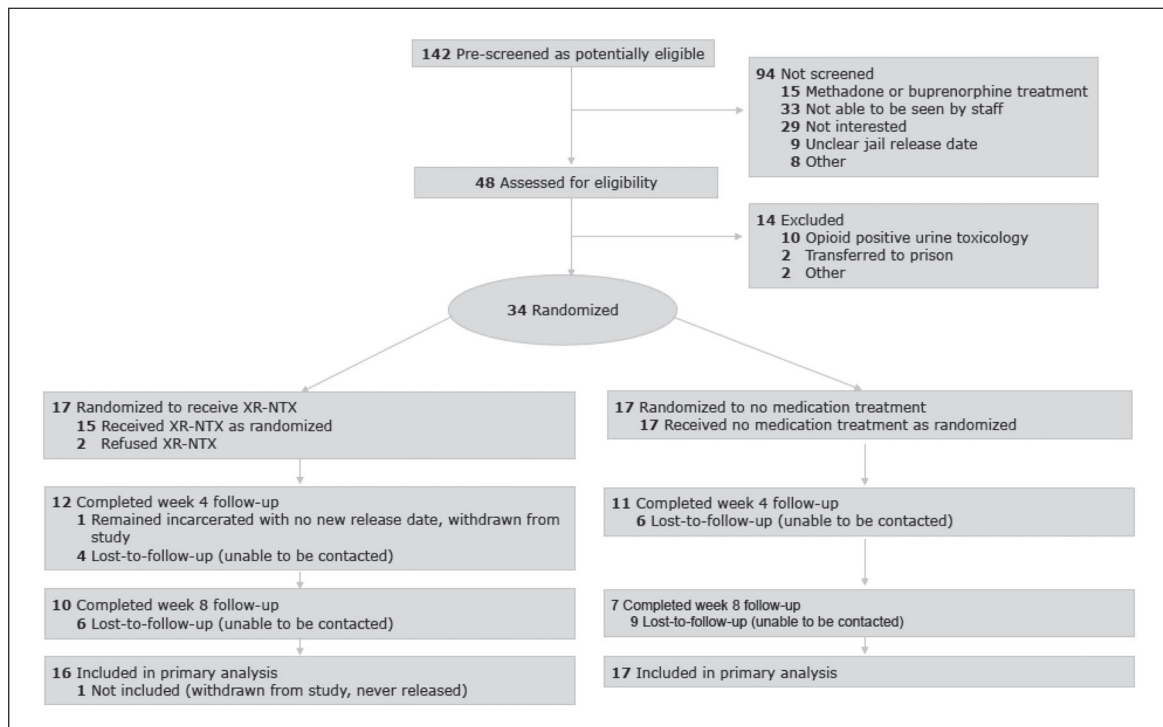 142 Pre-screened as potentially eligible
94 Not screened
15 Methadone or buprenorphine treatment
33 Not able to be seen by staff
29 Not interested
9 Unclear jail release date
8 Other
48 Assessed for eligibility
14 Excluded
10 Opioid positive urine toxicology
2 Transferred to prison
2 Other
34 Randomized
17 Randomized to receive XR-NTX
15 Received XR-NTX as randomized
2 Refused XR-NTX
17 Randomized to no medication treatment
17 Received no medication treatment as randomized
12 Completed week 4 follow-up
1 Remained incarcerated with no new release date, withdrawn from
study
4 Lost-to-follow-up (unable to be contacted)
11 Completed week 4 follow-up
6 Lost-to-follow-up (unable to be contacted)
10 Completed week 8 follow-up
6 Lost-to-follow-up (unable to be contacted)
7 Completed week 8 follow-up
9 Lost-to-follow-up (unable to be contacted)
16 Included in primary analysis
1 Not included (withdrawn from study, never released)
17 Included in primary analysis